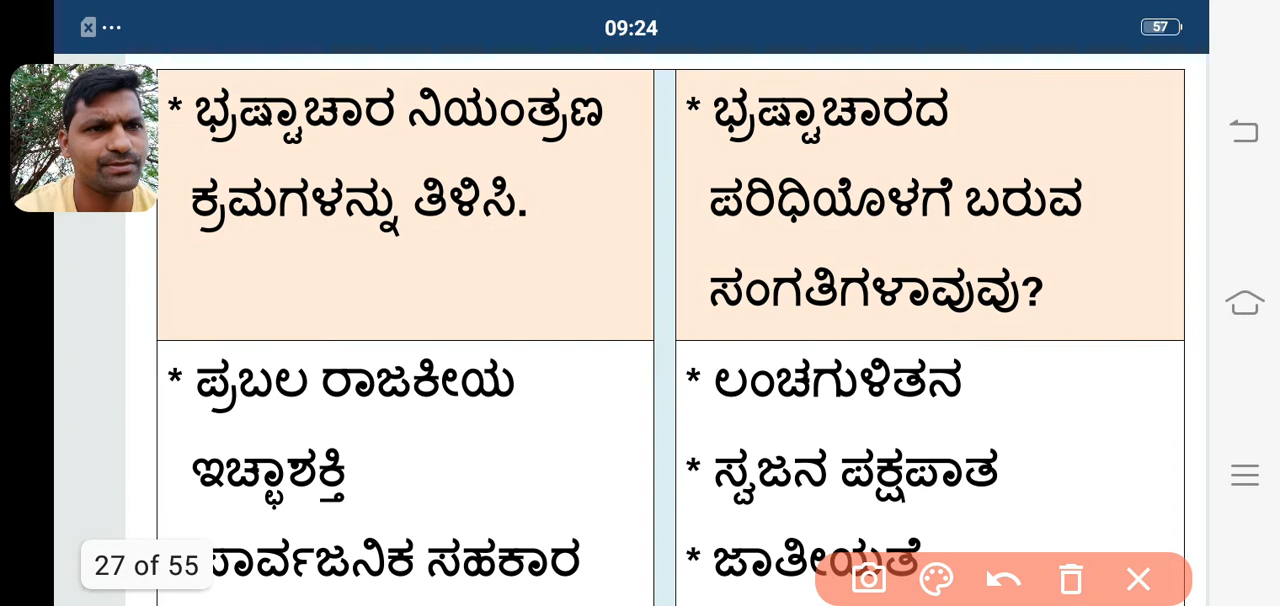 09:24
57
* ಭ್ರಷ್ಟಾಚಾರ ನಿಯಂತ್ರಣ
ಕ್ರಮಗಳನ್ನು ತಿಳಿಸಿ.
* ಭ್ರಷ್ಟಾಚಾರದ
ಪರಿಧಿಯೊಳಗೆ ಬರುವ
ಸಂಗತಿಗಳಾವುವು?
* ಪ್ರಬಲ ರಾಜಕೀಯ
ಇಚ್ಛಾಶಕ್ತಿ
ಸಾರ್ವಜನಿಕ ಸಹಕಾರ
* ಲಂಚಗುಳಿತನ
* ಸ್ವಜನ ಪಕ್ಷಪಾತ
* ಜಾತೀಯತೆ
27 of 55